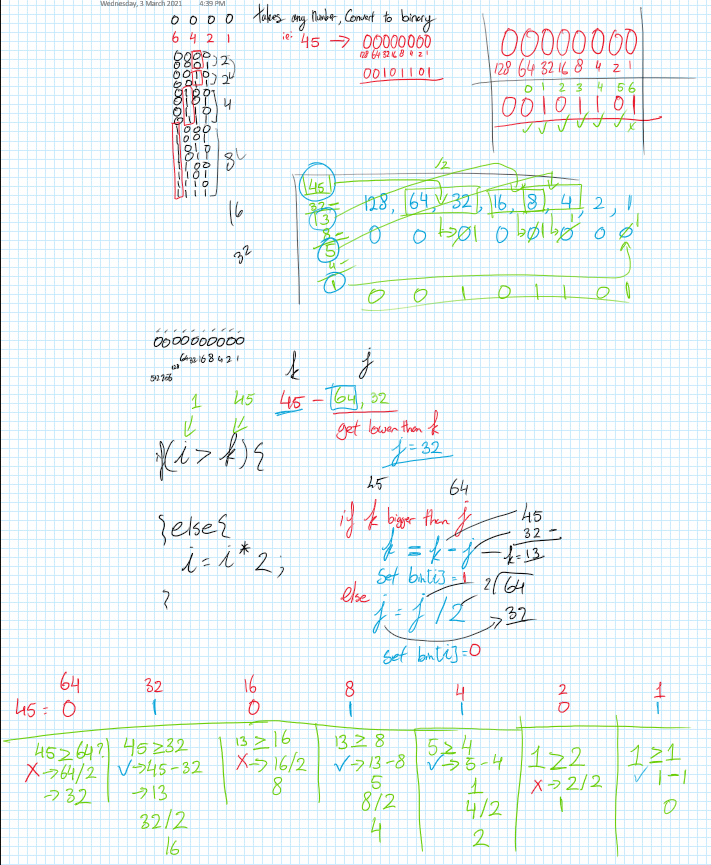 Wednesday, 3 March 2021 4:39 PM
0 0 0 0
6 4 2 1
takes any number, Convert to binary
ie: 45 → 00000000
128 64 32 16 8 4 2 1
00101101
2
2
4
8
16
32
00000000
128 64 32 16 8 4 2 1
0 1 2 3 4 5 6
00101101
✓ ✓ ✓ ✓ ✓ ✓ x
/2
45
32 -
13
8 -
5
4 -
1
128, 64, 32, 16, 8, 4, 2, 1
0 0 →01 0 →01 →0 0 0 1
0 0 1 0 1 1 0 1
0000000000
512 256 128 64 32 16 8 4 2 1
k j
1 45
45 - 64, 32
get lower than k
j = 32
if(i > k){
}else{
i = i * 2;
}
45 64
if k bigger than j
k = k - j
45
32 -
k = 13
set bin[i] = 1
else
j = j / 2
2 64
32
set bin[i] = 0
64 32 16 8 4 2 1
45 = 0 1 0 1 1 0 1
45 ≥ 64?
X → 64/2
→ 32
45 ≥ 32
✓ → 45 - 32
→ 13
32/2
16
13 ≥ 16
X → 16/2
8
13 ≥ 8
✓ → 13 - 8
5
8/2
4
5 ≥ 4
✓ → 5 - 4
1
4/2
2
1 ≥ 2
X → 2/2
1
1 ≥ 1
✓ 1 - 1
0